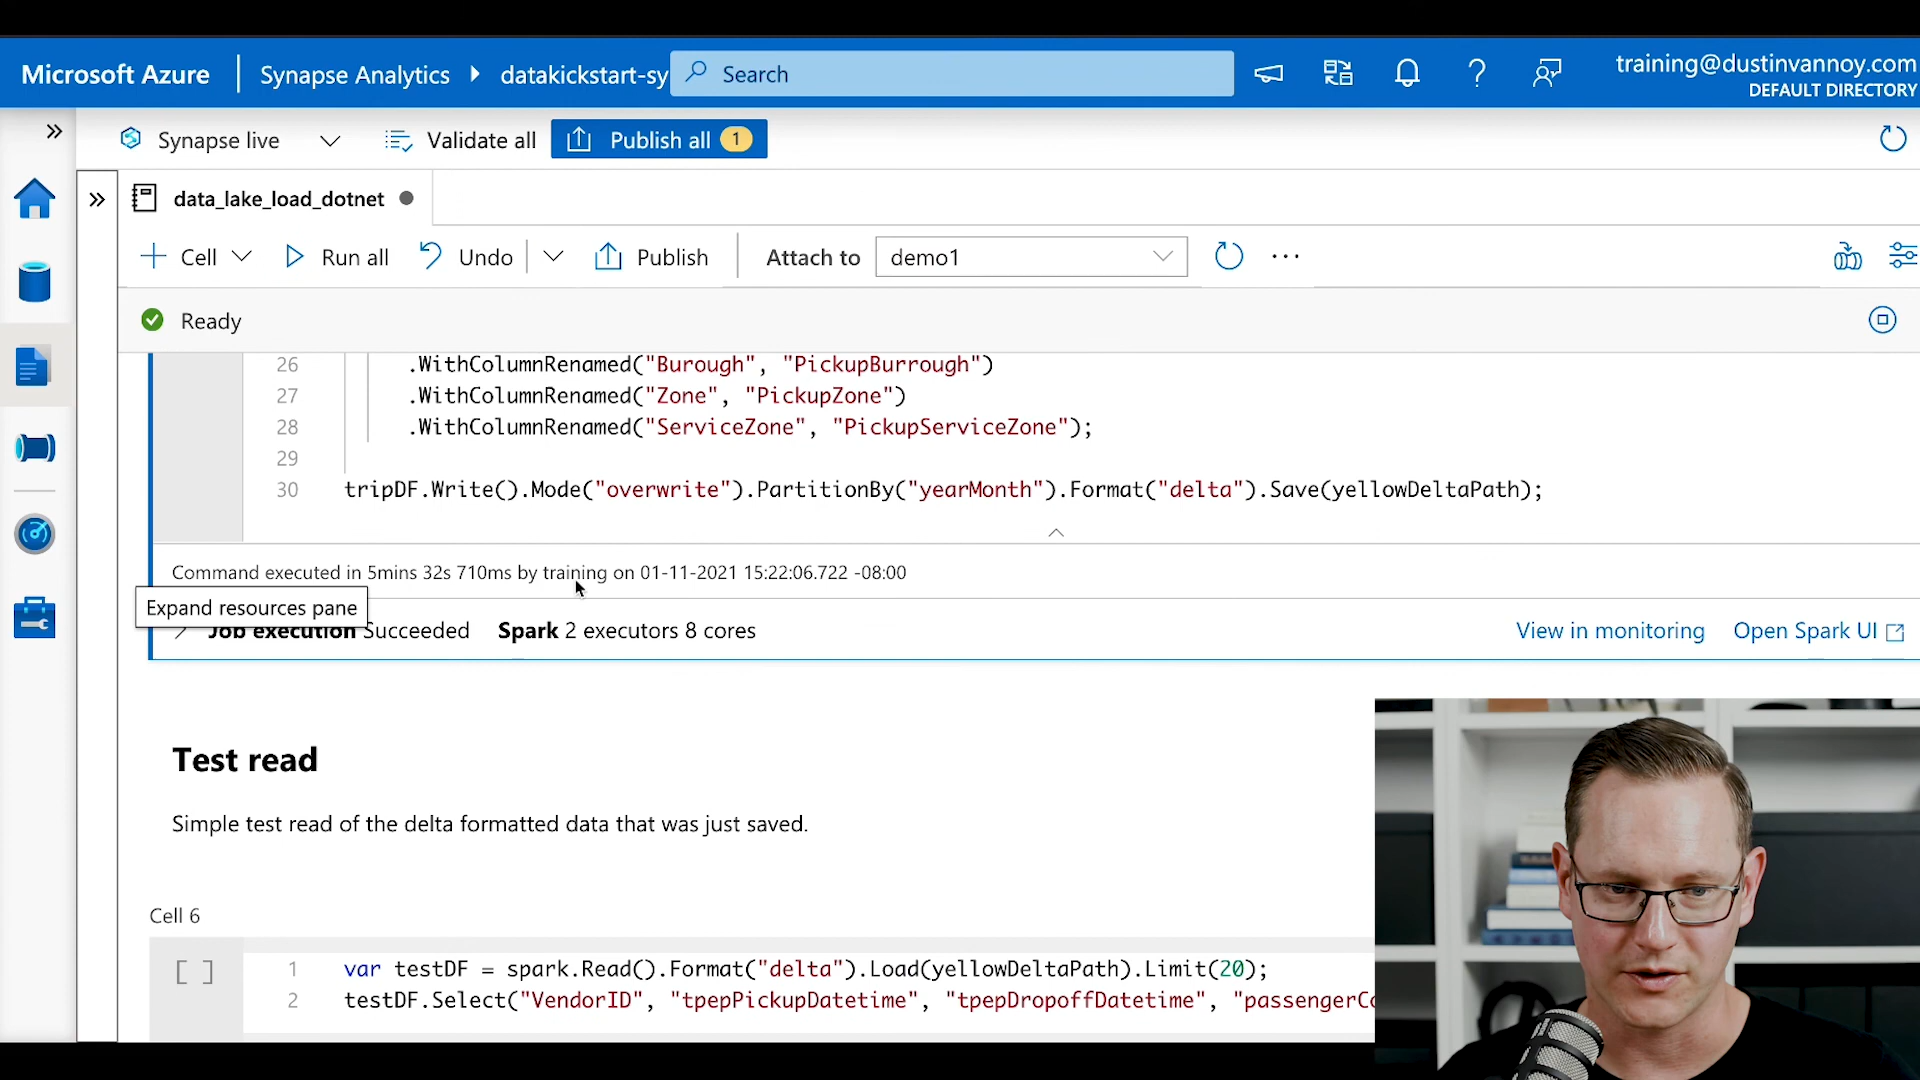 Microsoft Azure
Synapse Analytics
datakickstart-sy
Search
training@dustinvannoy.com
DEFAULT DIRECTORY
Synapse live
Validate all
Publish all 1
data_lake_load_dotnet
Cell
Run all
Undo
Publish
Attach to
demo1
Ready
26 .WithColumnRenamed("Burough", "PickupBurrough")
27 .WithColumnRenamed("Zone", "PickupZone")
28 .WithColumnRenamed("ServiceZone", "PickupServiceZone");
29
30 tripDF.Write().Mode("overwrite").PartitionBy("yearMonth").Format("delta").Save(yellowDeltaPath);
Command executed in 5mins 32s 710ms by training on 01-11-2021 15:22:06.722 -08:00
Expand resources pane
Job execution Succeeded Spark 2 executors 8 cores View in monitoring Open Spark UI
Test read
Simple test read of the delta formatted data that was just saved.
Cell 6
[ ]
1 var testDF = spark.Read().Format("delta").Load(yellowDeltaPath).Limit(20);
2 testDF.Select("VendorID", "tpepPickupDatetime", "tpepDropoffDatetime", "passengerCo